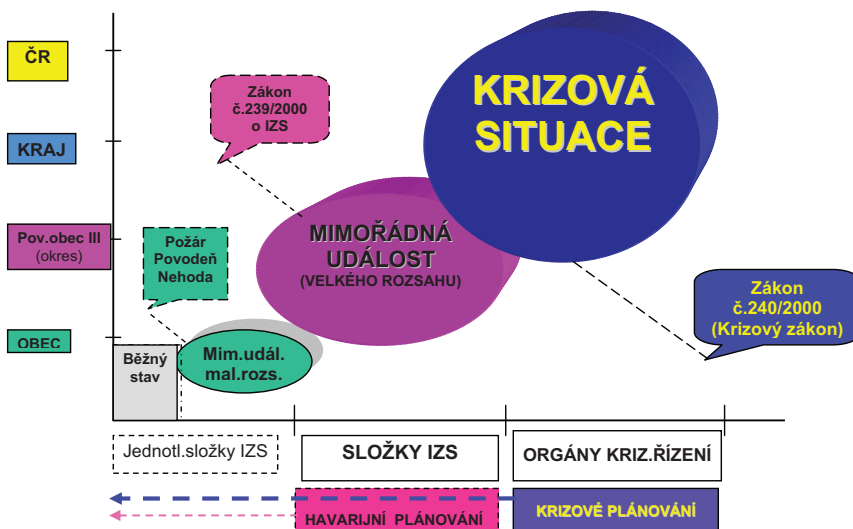 ČR
KRAJ
Pov.obec III
(okres)
OBEC
Zákon
č.239/2000
o IZS
KRIZOVÁ
SITUACE
Požár
Povodeň
Nehoda
MIMOŘÁDNÁ
UDÁLOST
(VELKÉHO ROZSAHU)
Zákon
č.240/2000
(Krizový zákon)
Běžný
stav
Mim.udál.
mal.rozs.
Jednotl.složky IZS
SLOŽKY IZS
ORGÁNY KRIZ.ŘÍZENÍ
HAVARIJNÍ PLÁNOVÁNÍ
KRIZOVÉ PLÁNOVÁNÍ